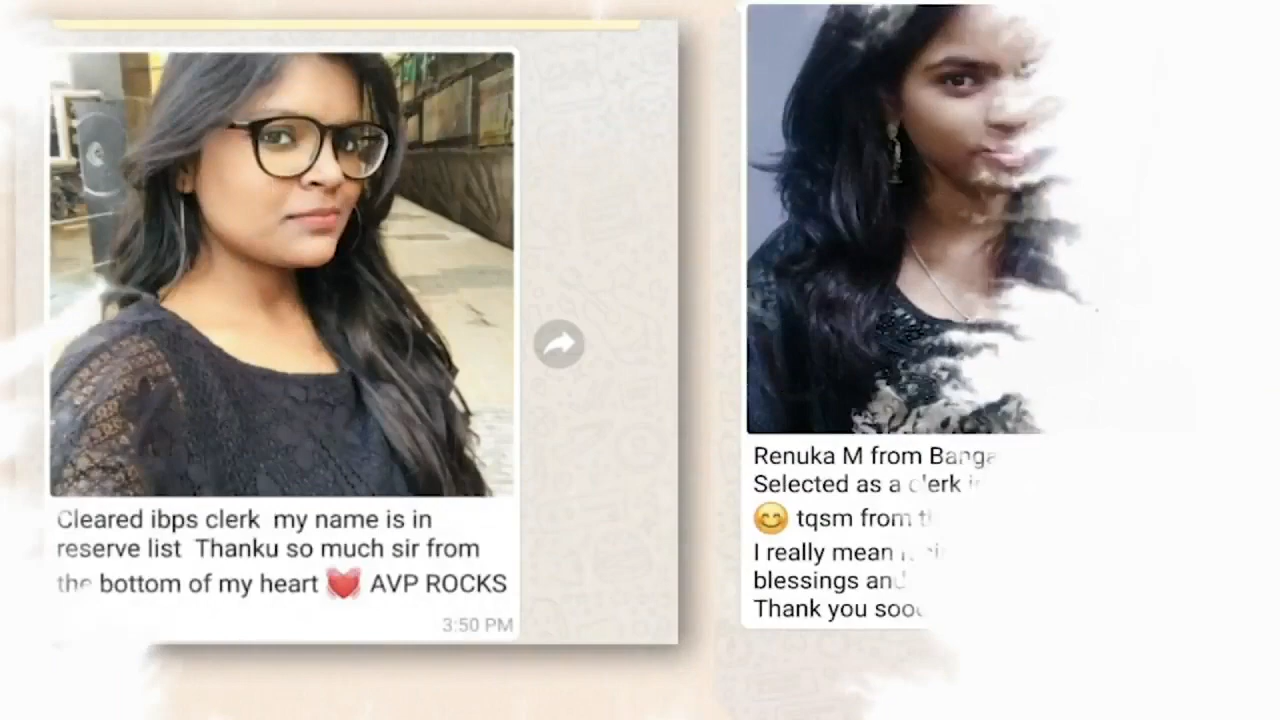 Cleared ibps clerk my name is in
reserve list Thanku so much sir from
the bottom of my heart 💓 AVP ROCKS
3:50 PM
Renuka M from
Selected as a clerk
😊 tqsm from
I really mean
blessings and
Thank you